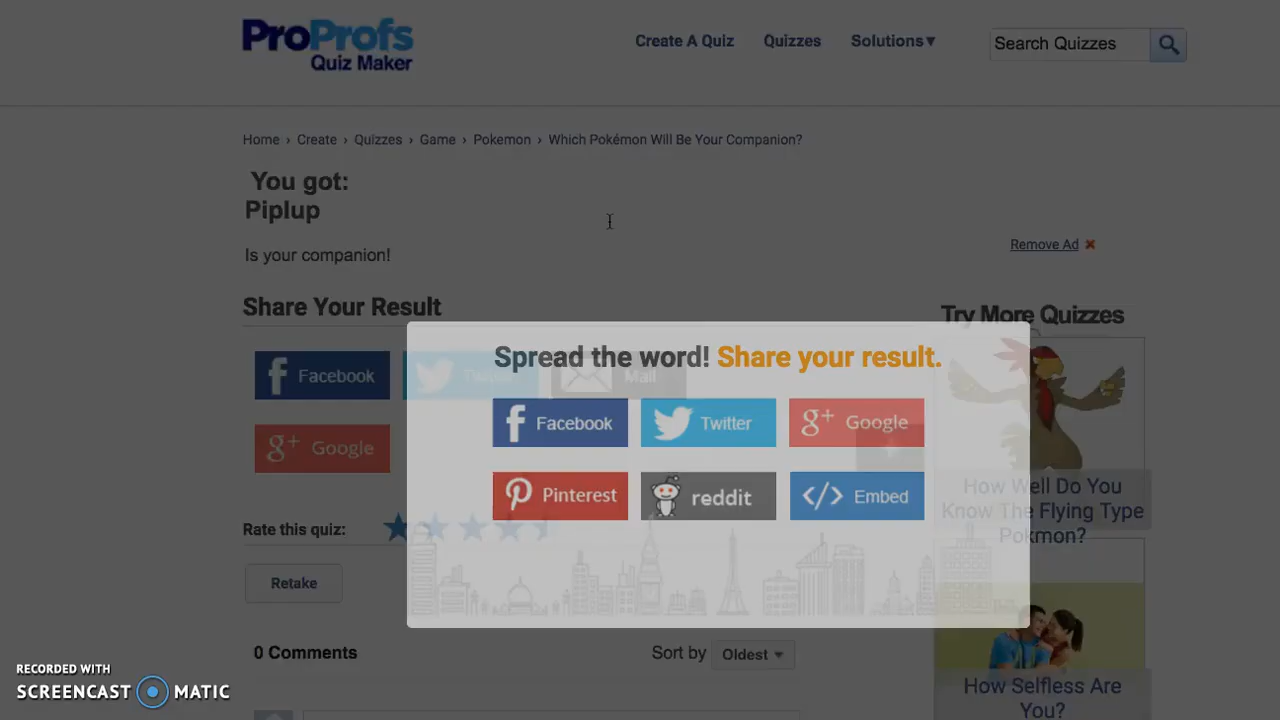 ProProfs
Quiz Maker
Create A Quiz
Quizzes
Solutions▼
Search Quizzes
Home › Create › Quizzes › Game › Pokemon › Which Pokémon Will Be Your Companion?
You got:
Piplup
Is your companion!
Remove Ad
Share Your Result
Try More Quizzes
Facebook
Twitter
Mail
Google
Spread the word! Share your result.
Facebook
Twitter
g+ Google
Pinterest
reddit
</> Embed
How Well Do You
Know The Flying Type
Pokmon?
Rate this quiz:
Retake
0 Comments
Sort by Oldest
How Selfless Are
You?
RECORDED WITH
SCREENCAST MATIC